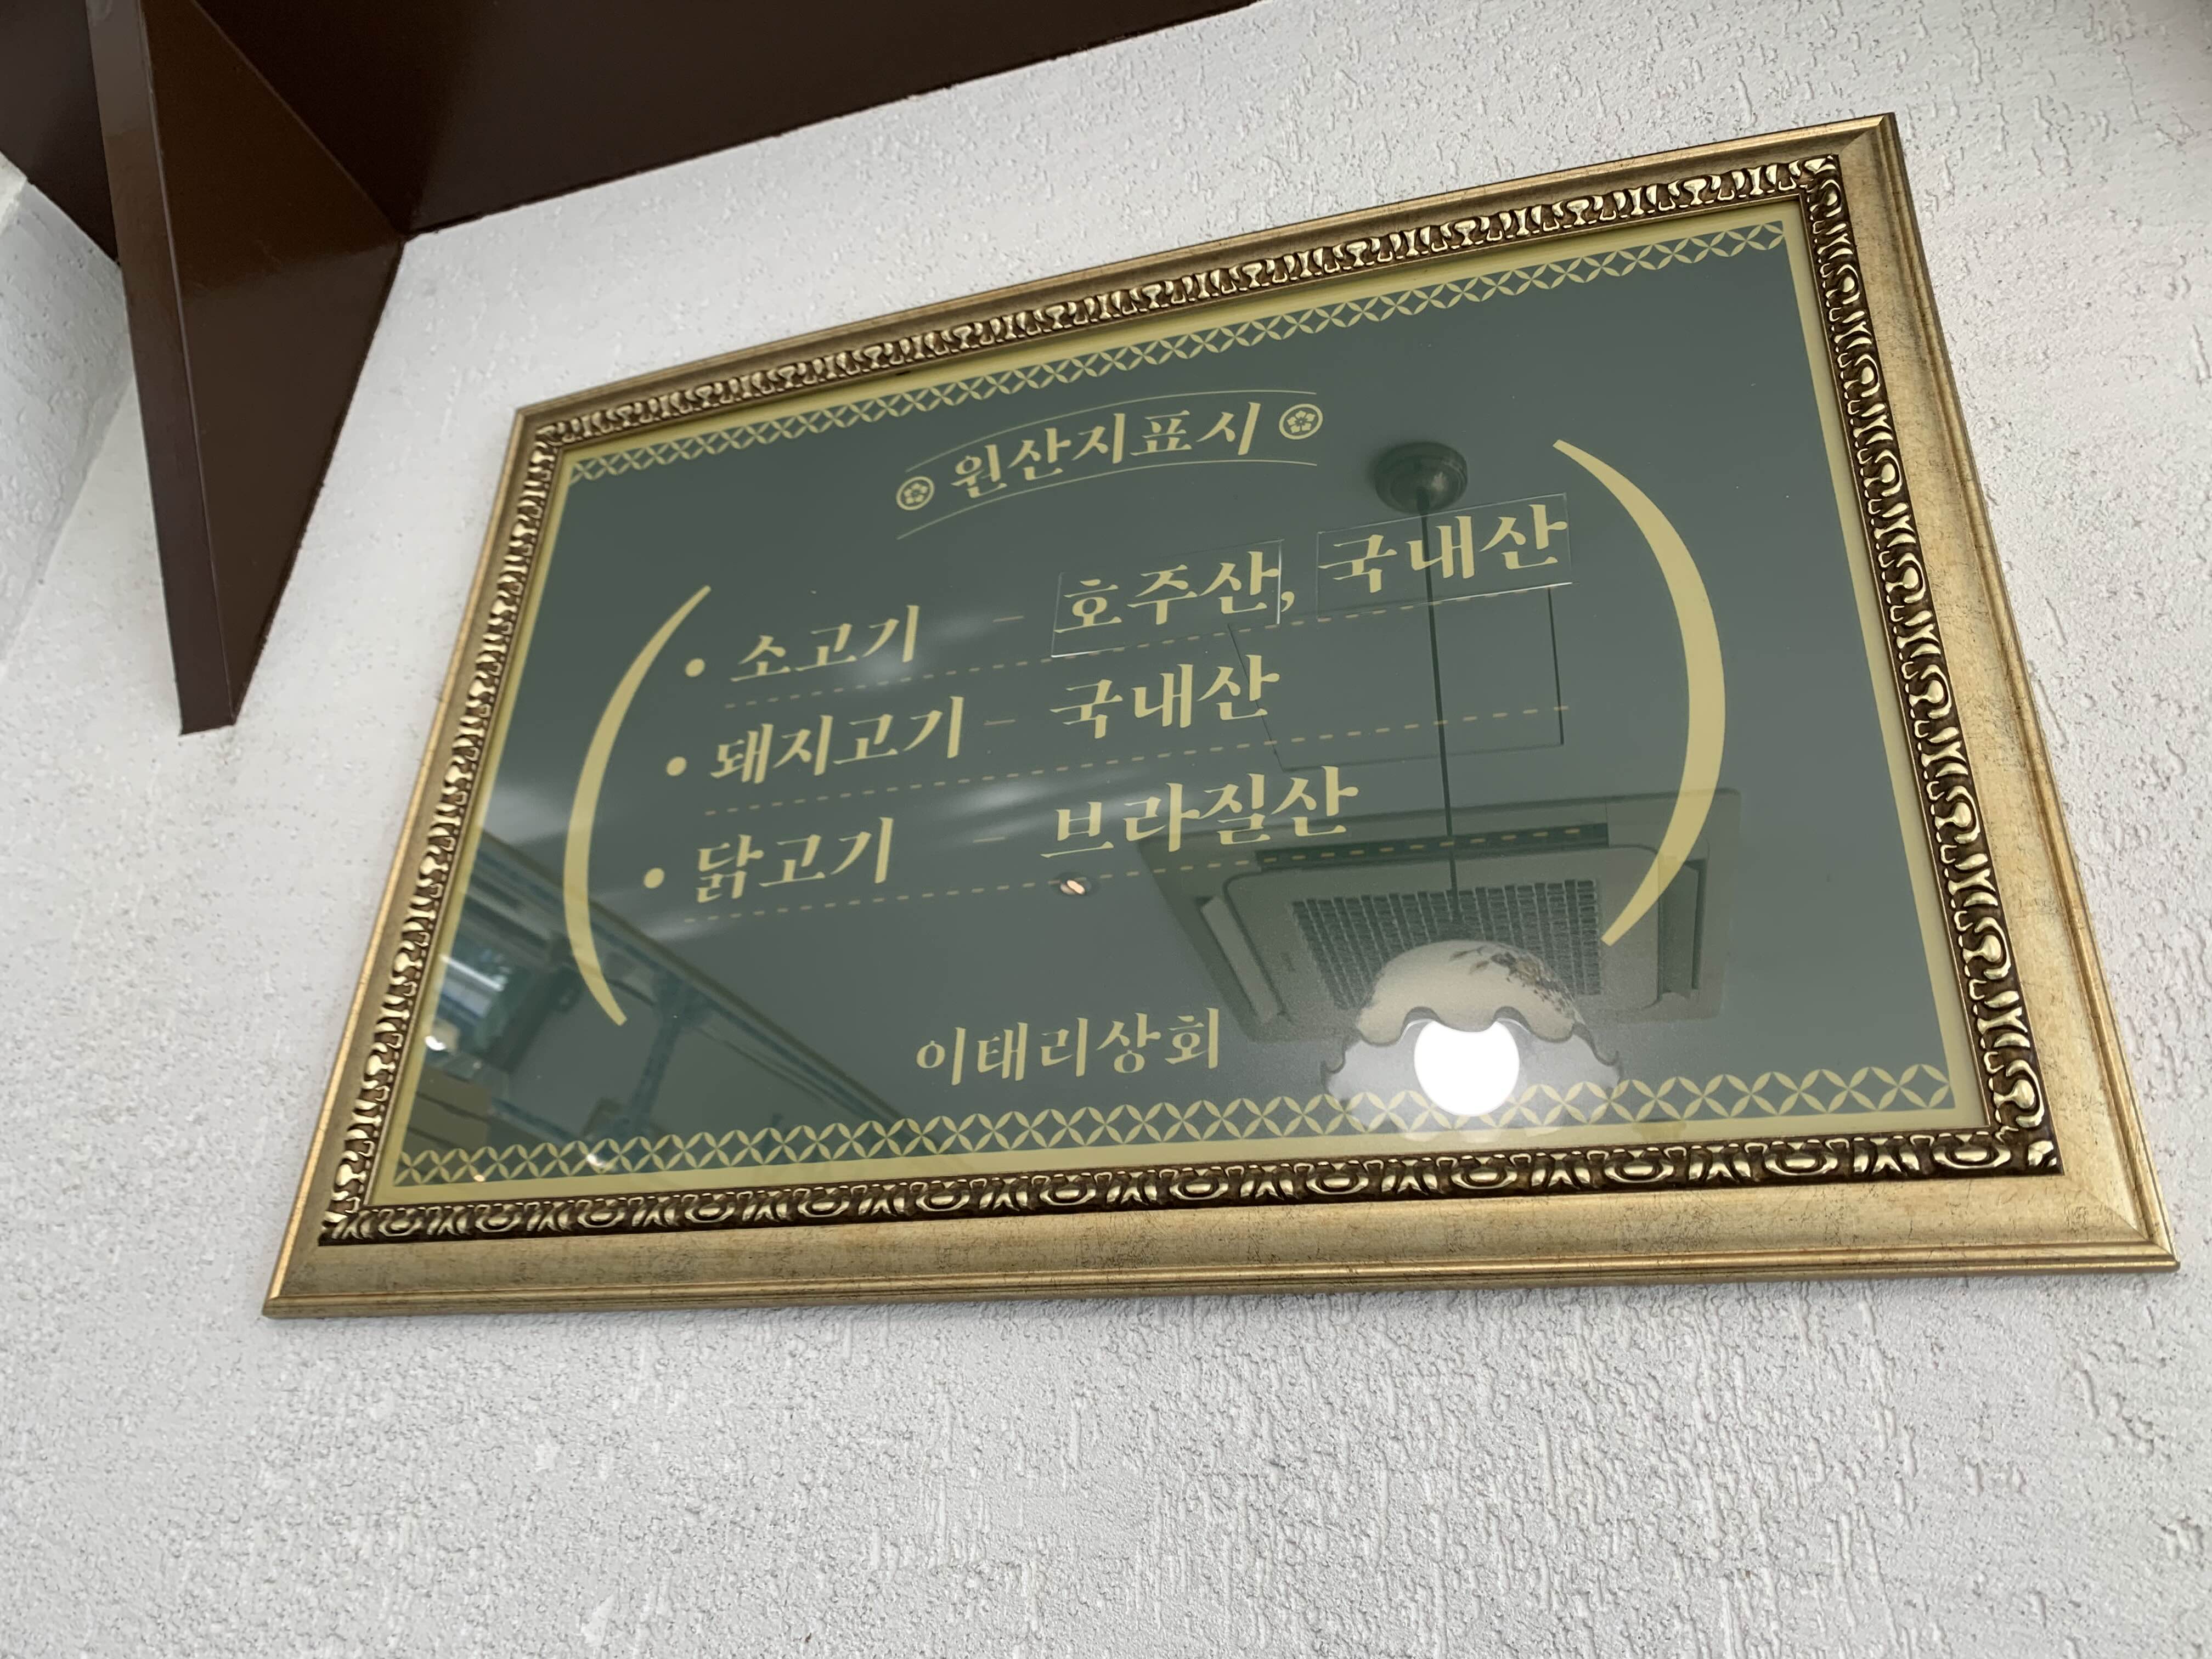 원산지표시
• 소고기 - 호주산, 국내산
• 돼지고기 - 국내산
• 닭고기 - 브라질산
이태리상회